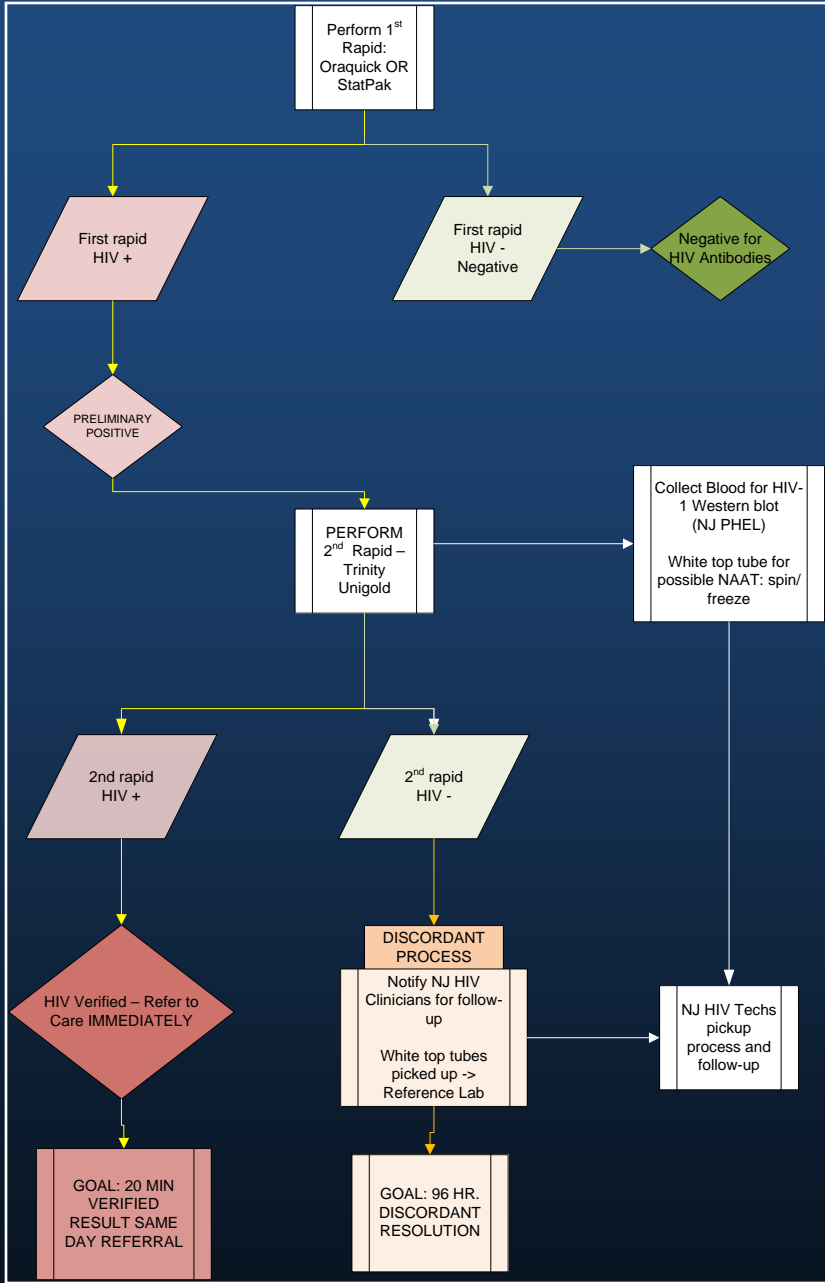 Perform 1st
Rapid:
Oraquick OR
StatPak
First rapid
HIV +
First rapid
HIV -
Negative
Negative for
HIV Antibodies
PRELIMINARY
POSITIVE
PERFORM
2nd Rapid –
Trinity
Unigold
Collect Blood for HIV-
1 Western blot
(NJ PHEL)
White top tube for
possible NAAT: spin/
freeze
2nd rapid
HIV +
2nd rapid
HIV -
HIV Verified – Refer to
Care IMMEDIATELY
DISCORDANT
PROCESS
Notify NJ HIV
Clinicians for follow-
up
White top tubes
picked up ->
Reference Lab
NJ HIV Techs
pickup
process and
follow-up
GOAL: 20 MIN
VERIFIED
RESULT SAME
DAY REFERRAL
GOAL: 96 HR.
DISCORDANT
RESOLUTION